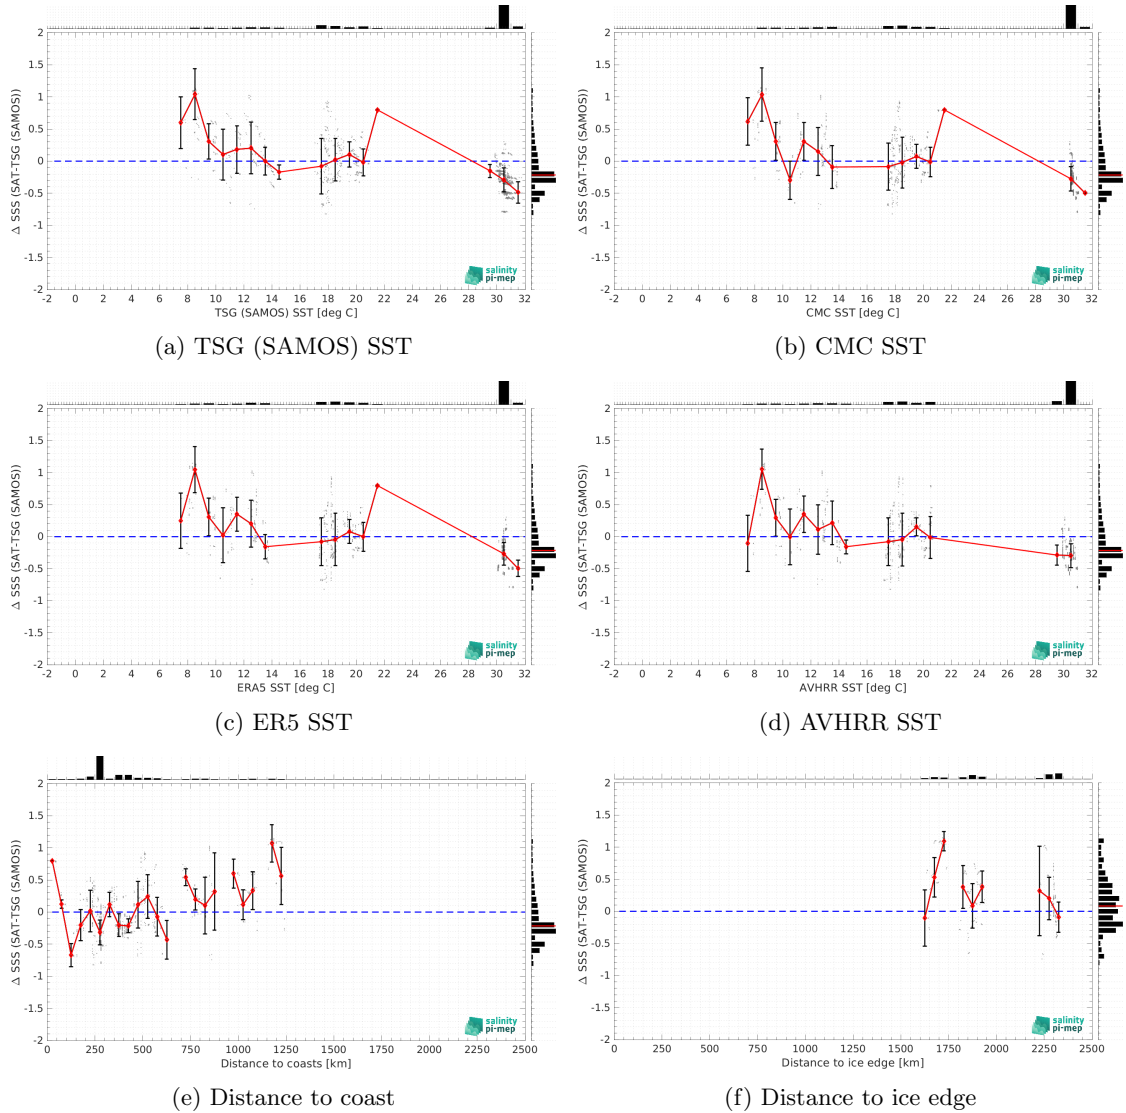 2
1.5
1
0.5
0
-0.5
-1
-1.5
-2
Δ SSS (SAT-TSG (SAMOS))
salinity
pi-mep
-2 0 2 4 6 8 10 12 14 16 18 20 22 24 26 28 30 32
TSG (SAMOS) SST [deg C]
(a) TSG (SAMOS) SST
2
1.5
1
0.5
0
-0.5
-1
-1.5
-2
Δ SSS (SAT-TSG (SAMOS))
salinity
pi-mep
-2 0 2 4 6 8 10 12 14 16 18 20 22 24 26 28 30 32
CMC SST [deg C]
(b) CMC SST
2
1.5
1
0.5
0
-0.5
-1
-1.5
-2
Δ SSS (SAT-TSG (SAMOS))
salinity
pi-mep
-2 0 2 4 6 8 10 12 14 16 18 20 22 24 26 28 30 32
ERA5 SST [deg C]
(c) ER5 SST
2
1.5
1
0.5
0
-0.5
-1
-1.5
-2
Δ SSS (SAT-TSG (SAMOS))
salinity
pi-mep
-2 0 2 4 6 8 10 12 14 16 18 20 22 24 26 28 30 32
AVHRR SST [deg C]
(d) AVHRR SST
2
1.5
1
0.5
0
-0.5
-1
-1.5
-2
Δ SSS (SAT-TSG (SAMOS))
salinity
pi-mep
0 250 500 750 1000 1250 1500 1750 2000 2250 2500
Distance to coasts [km]
(e) Distance to coast
2
1.5
1
0.5
0
-0.5
-1
-1.5
-2
Δ SSS (SAT-TSG (SAMOS))
salinity
pi-mep
0 250 500 750 1000 1250 1500 1750 2000 2250 2500
Distance to ice edge [km]
(f) Distance to ice edge